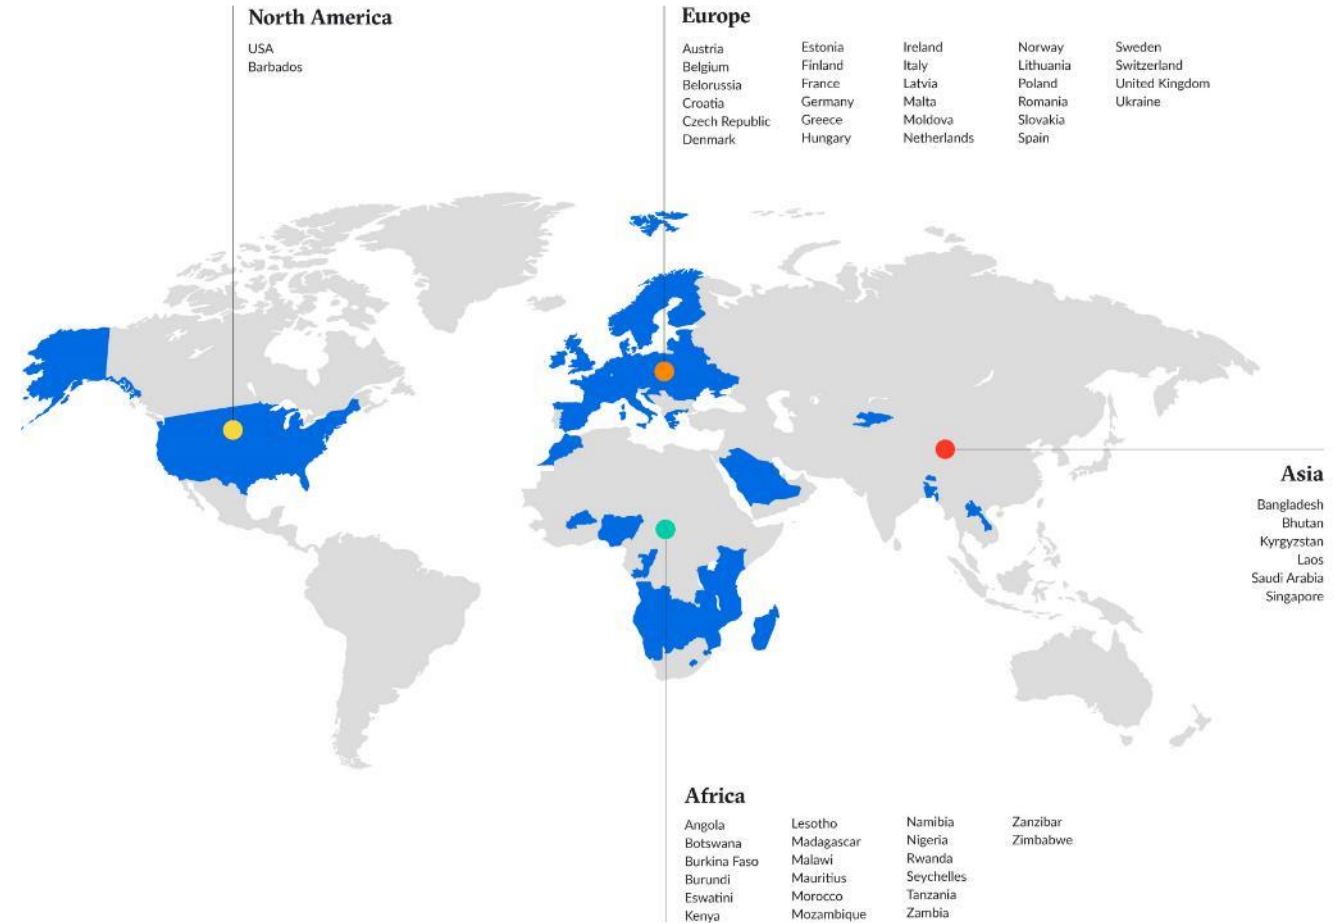 North America
USA
Barbados
Europe
Austria
Belgium
Belorussia
Croatia
Czech Republic
Denmark
Estonia
Finland
France
Germany
Greece
Hungary
Ireland
Italy
Latvia
Malta
Moldova
Netherlands
Norway
Lithuania
Poland
Romania
Slovakia
Spain
Sweden
Switzerland
United Kingdom
Ukraine
Asia
Bangladesh
Bhutan
Kyrgyzstan
Laos
Saudi Arabia
Singapore
Africa
Angola
Botswana
Burkina Faso
Burundi
Eswatini
Kenya
Lesotho
Madagascar
Malawi
Mauritius
Morocco
Mozambique
Namibia
Nigeria
Rwanda
Seychelles
Tanzania
Zambia
Zanzibar
Zimbabwe